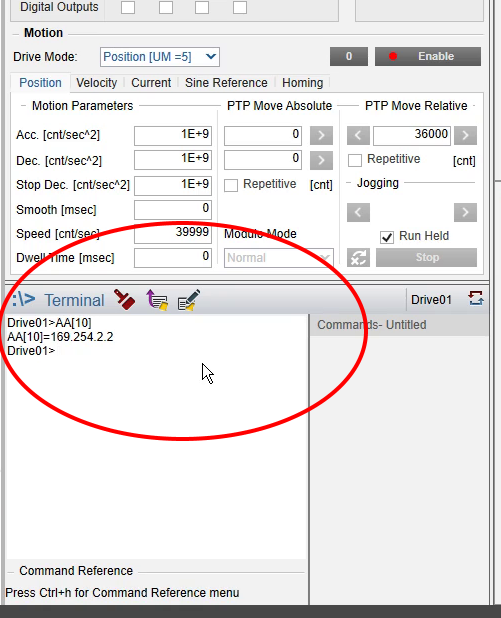 Digital Outputs
Motion
Drive Mode: Position [UM =5] 0 Enable
Position Velocity Current Sine Reference Homing
Motion Parameters PTP Move Absolute PTP Move Relative
Acc. [cnt/sec^2] 1E+9 0 > < 36000 >
Dec. [cnt/sec^2] 1E+9 0 > Repetitive [cnt]
Stop Dec. [cnt/sec^2] 1E+9 Repetitive [cnt] Jogging
Smooth [msec] 0 < >
Speed [cnt/sec] 39999 Modulo Mode Run Held
Dwell Time [msec] 0 Normal Stop
:\> Terminal Drive01
Drive01>AA[10] Commands- Untitled
AA[10]=169.254.2.2
Drive01>
Command Reference
Press Ctrl+h for Command Reference menu